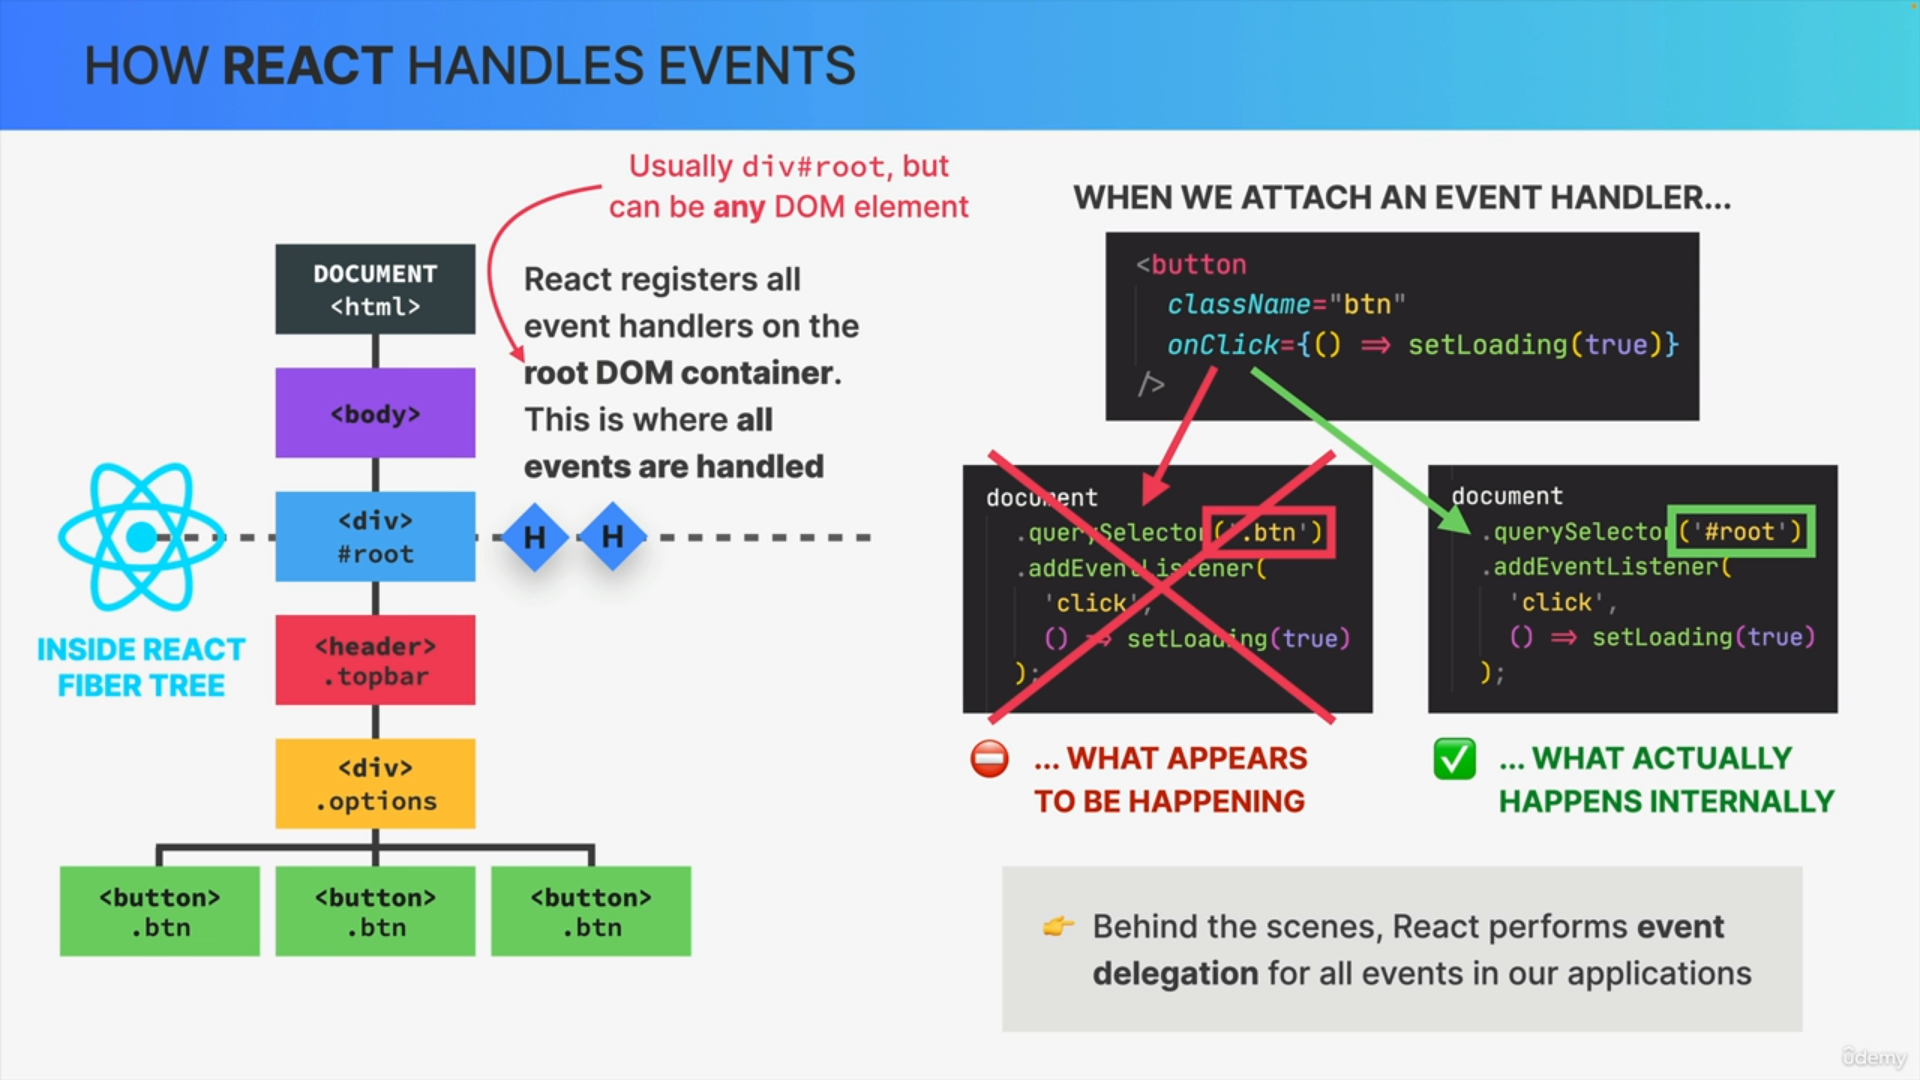 HOW REACT HANDLES EVENTS
Usually div#root, but
can be any DOM element
DOCUMENT
<html>
<body>
<div>
#root
<header>
.topbar
<div>
.options
<button>
.btn
<button>
.btn
<button>
.btn
INSIDE REACT
FIBER TREE
React registers all
event handlers on the
root DOM container.
This is where all
events are handled
H
H
WHEN WE ATTACH AN EVENT HANDLER...
<button
className="btn"
onClick={() => setLoading(true)}
/>
document
.querySelector('.btn')
.addEventListener(
'click',
() => setLoading(true)
);
... WHAT APPEARS
TO BE HAPPENING
document
.querySelector('#root')
.addEventListener(
'click',
() => setLoading(true)
);
... WHAT ACTUALLY
HAPPENS INTERNALLY
👉 Behind the scenes, React performs event
delegation for all events in our applications
ûdemy